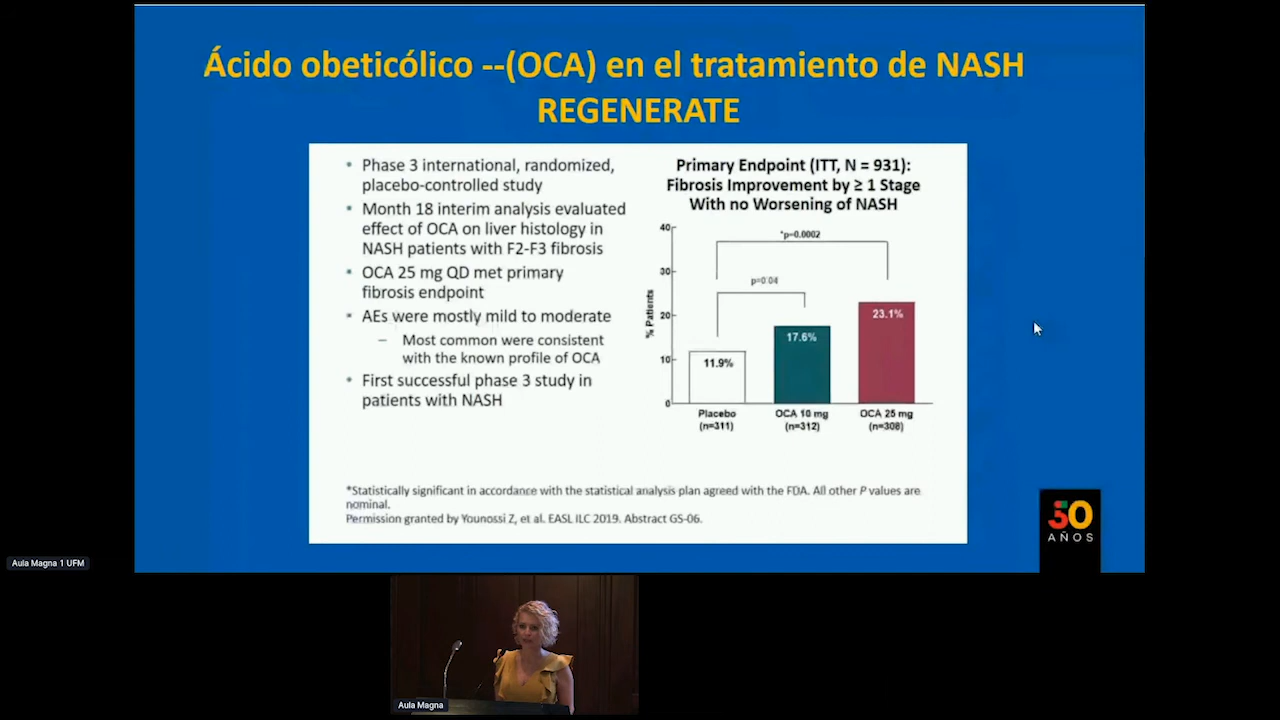 Ácido obeticólico --(OCA) en el tratamiento de NASH
REGENERATE
• Phase 3 international, randomized,
placebo-controlled study
• Month 18 interim analysis evaluated
effect of OCA on liver histology in
NASH patients with F2-F3 fibrosis
• OCA 25 mg QD met primary
fibrosis endpoint
• AEs were mostly mild to moderate
– Most common were consistent
with the known profile of OCA
• First successful phase 3 study in
patients with NASH
Primary Endpoint (ITT, N = 931):
Fibrosis Improvement by ≥ 1 Stage
With no Worsening of NASH
% Patients
40
30
20
10
0
*p=0.0002
p=0.04
11.9%
17.6%
23.1%
Placebo
(n=311)
OCA 10 mg
(n=312)
OCA 25 mg
(n=308)
*Statistically significant in accordance with the statistical analysis plan agreed with the FDA. All other P values are
nominal.
Permission granted by Younossi Z, et al. EASL ILC 2019. Abstract GS-06.
50
AÑOS
Aula Magna 1 UFM
Aula Magna